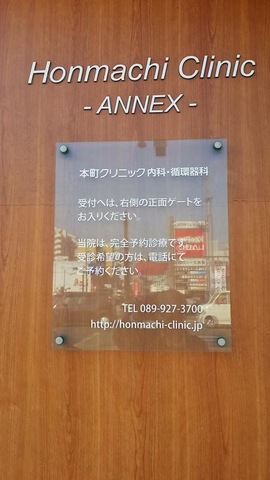 Honmachi Clinic
- ANNEX -
本町クリニック 内科・循環器科
受付へは、右側の正面ゲートを
お入りください。
当院は、完全予約診療です。
受診希望の方は、電話にて
ご予約ください。
TEL 089-927-3700
http://honmachi-clinic.jp